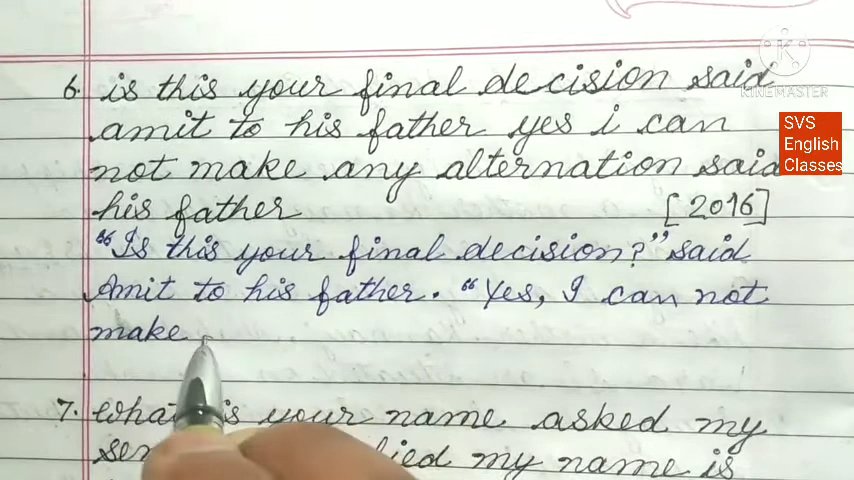 6. is this your final decision said
KINEMASTER
amit to his father yes i can
SVS
English
Classes
not make any alternation said
his father [2016]
"Is this your final decision?" said
Amit to his father. "Yes, I can not
make
7. What is your name asked my
my name is